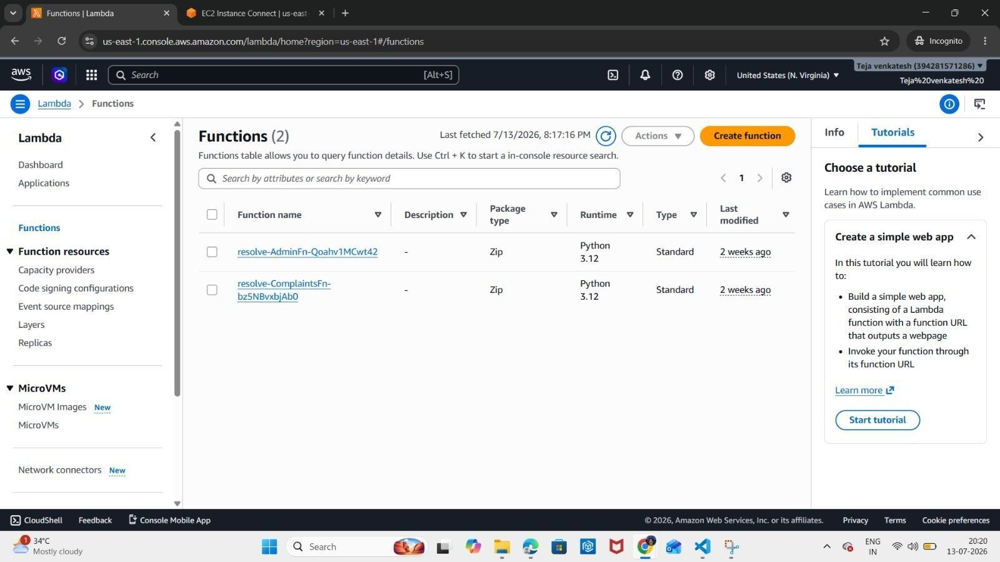 Functions | Lambda
EC2 Instance Connect | us-east-
us-east-1.console.aws.amazon.com/lambda/home?region=us-east-1#/functions
Incognito
aws
Search
[Alt+S]
United States (N. Virginia)
Teja venkatesh (394281571286)
Teja%20venkatesh%20
Lambda
Functions
Lambda
Dashboard
Applications
Functions
Function resources
Capacity providers
Code signing configurations
Event source mappings
Layers
Replicas
MicroVMs
MicroVM Images New
MicroVMs
Network connectors New
Functions (2)
Last fetched 7/13/2026, 8:17:16 PM
Actions
Create function
Functions table allows you to query function details. Use Ctrl + K to start a in-console resource search.
Search by attributes or search by keyword
1
Function name
Description
Package
type
Runtime
Type
Last
modified
resolve-AdminFn-Qoahv1MCwt42
-
Zip
Python
3.12
Standard
2 weeks ago
resolve-ComplaintsFn-
bz5NBvxbjAb0
-
Zip
Python
3.12
Standard
2 weeks ago
Info
Tutorials
Choose a tutorial
Learn how to implement common use
cases in AWS Lambda.
Create a simple web app
In this tutorial you will learn how
to:
• Build a simple web app,
consisting of a Lambda
function with a function URL
that outputs a webpage
• Invoke your function through
its function URL
Learn more
Start tutorial
CloudShell
Feedback
Console Mobile App
© 2026, Amazon Web Services, Inc. or its affiliates.
Privacy
Terms
Cookie preferences
1
34°C
Mostly cloudy
Search
ENG
IN
20:20
13-07-2026